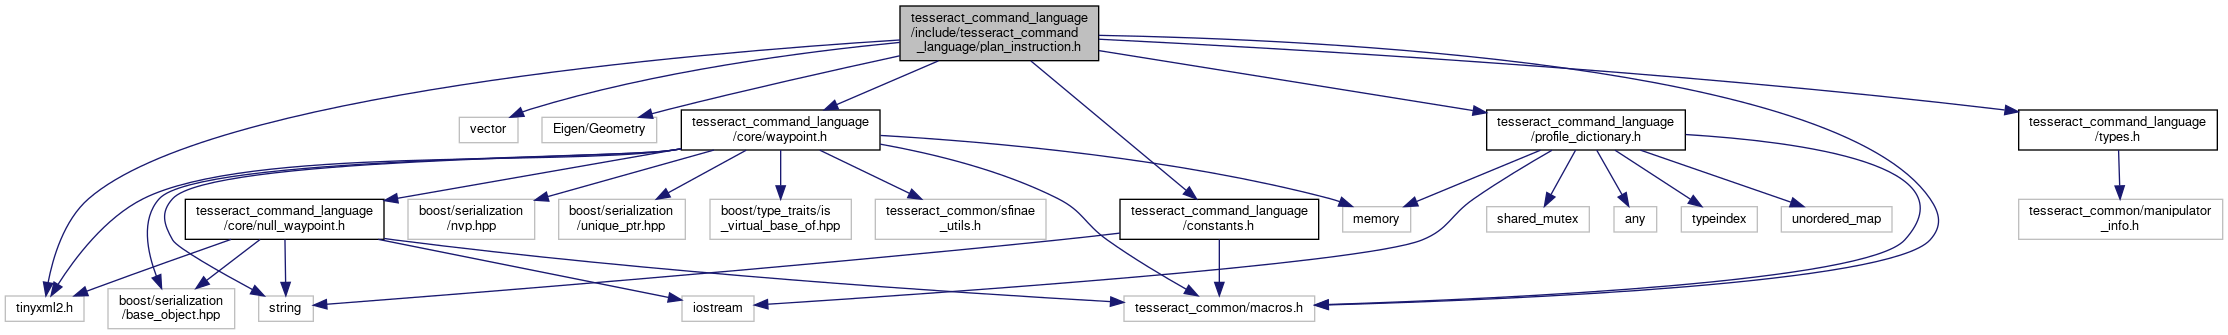 tesseract_command_language
/include/tesseract_command
_language/plan_instruction.h
vector
Eigen/Geometry
tesseract_command_language
/core/waypoint.h
tesseract_command_language
/profile_dictionary.h
tesseract_command_language
/types.h
tesseract_command_language
/core/null_waypoint.h
boost/serialization
/nvp.hpp
boost/serialization
/unique_ptr.hpp
boost/type_traits/is
_virtual_base_of.hpp
tesseract_common/sfinae
_utils.h
tesseract_command_language
/constants.h
memory
shared_mutex
any
typeindex
unordered_map
tesseract_common/manipulator
_info.h
tinyxml2.h
boost/serialization
/base_object.hpp
string
iostream
tesseract_common/macros.h